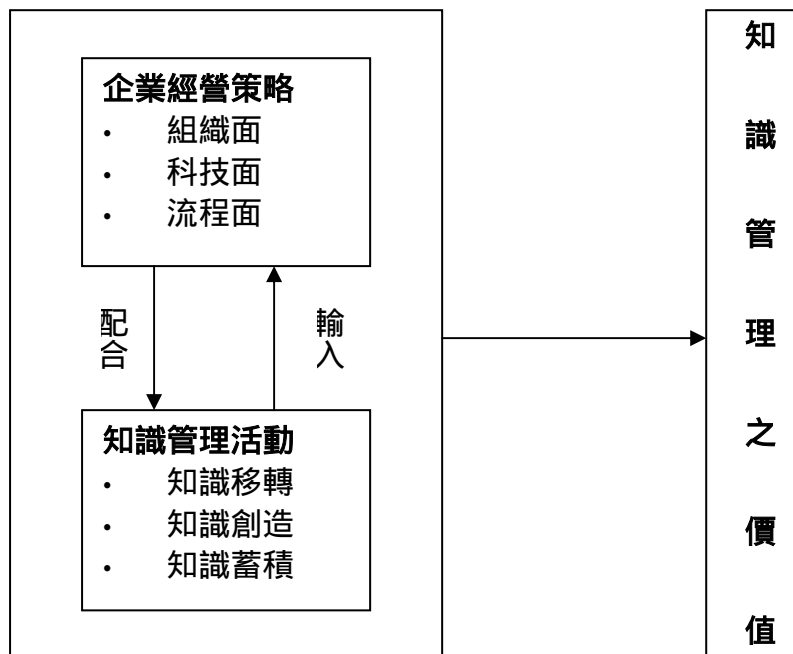 企業經營策略
• 組織面
• 科技面
• 流程面
配合
輸入
知識管理活動
• 知識移轉
• 知識創造
• 知識蓄積
知識管理之價值